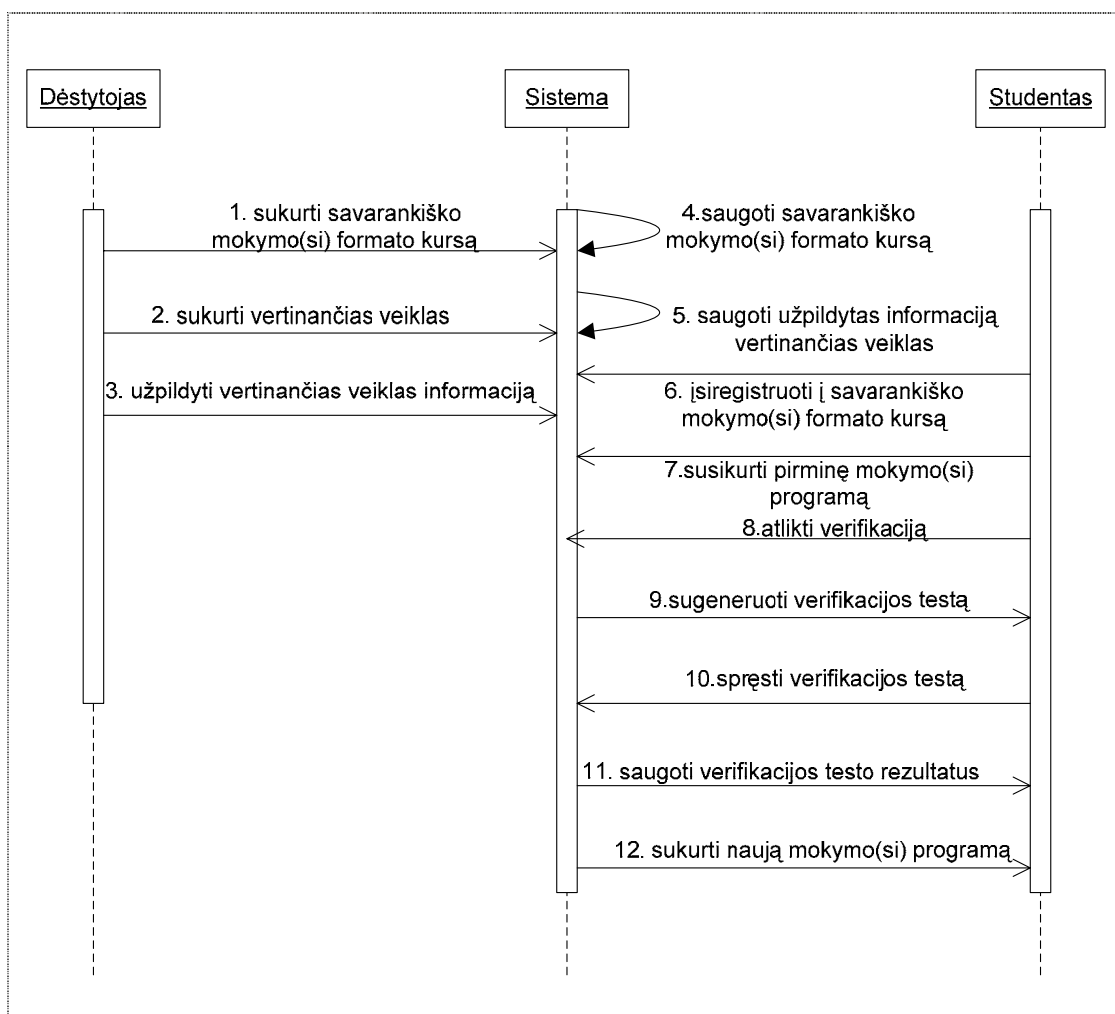 Dėstytojas
Sistema
Studentas
1. sukurti savarankiško
mokymo(si) formato kursą
4.saugoti savarankiško
mokymo(si) formato kursą
2. sukurti vertinančias veiklas
5. saugoti užpildytas informaciją
vertinančias veiklas
3. užpildyti vertinančias veiklas informaciją
6. įsiregistruoti į savarankiško
mokymo(si) formato kursą
7.susikurti pirminę mokymo(si)
programą
8.atlikti verifikaciją
9.sugeneruoti verifikacijos testą
10.spręsti verifikacijos testą
11. saugoti verifikacijos testo rezultatus
12. sukurti naują mokymo(si) programą